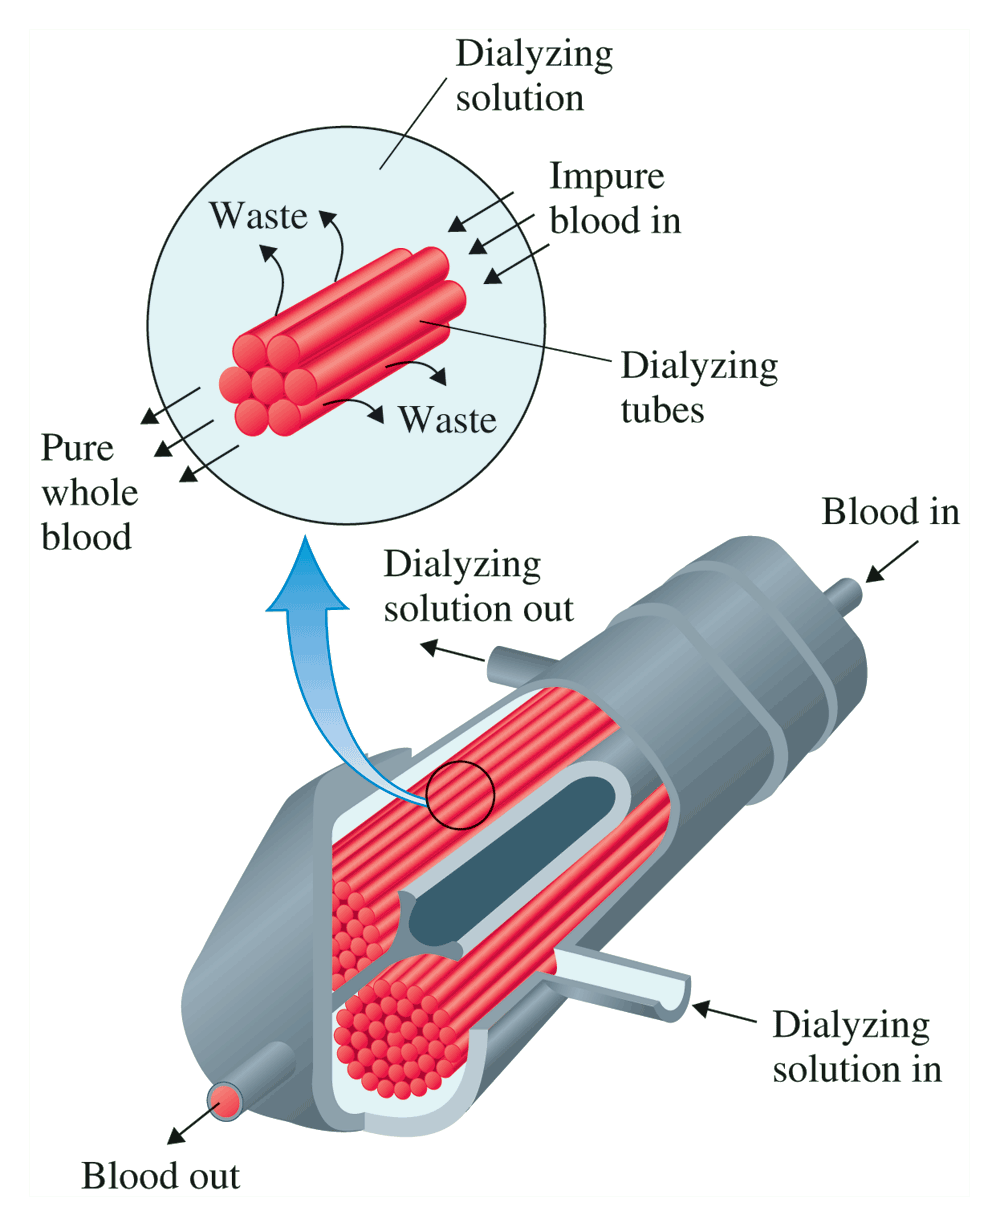 Dialyzing
solution
Impure
blood in
Waste
Dialyzing
tubes
Waste
Pure
whole
blood
Blood in
Dialyzing
solution out
Dialyzing
solution in
Blood out